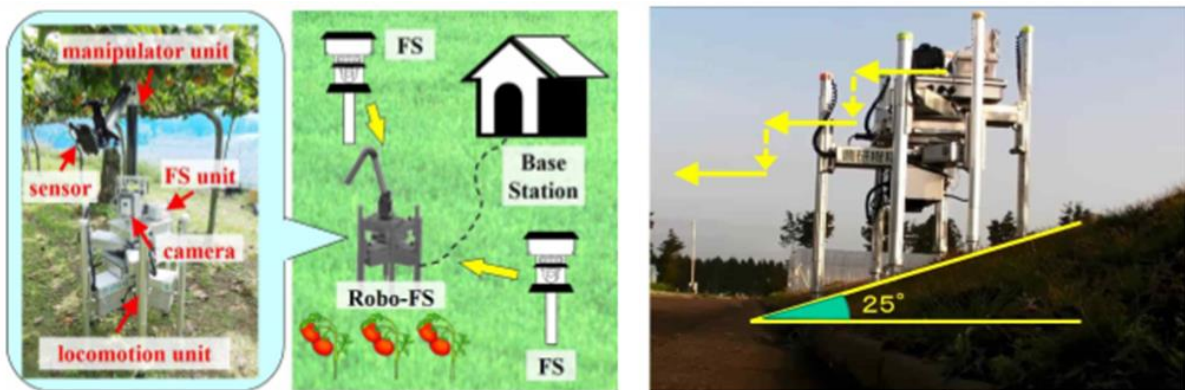 manipulator unit
sensor
FS unit
camera
locomotion unit
FS
Base
Station
Robo-FS
FS
25°